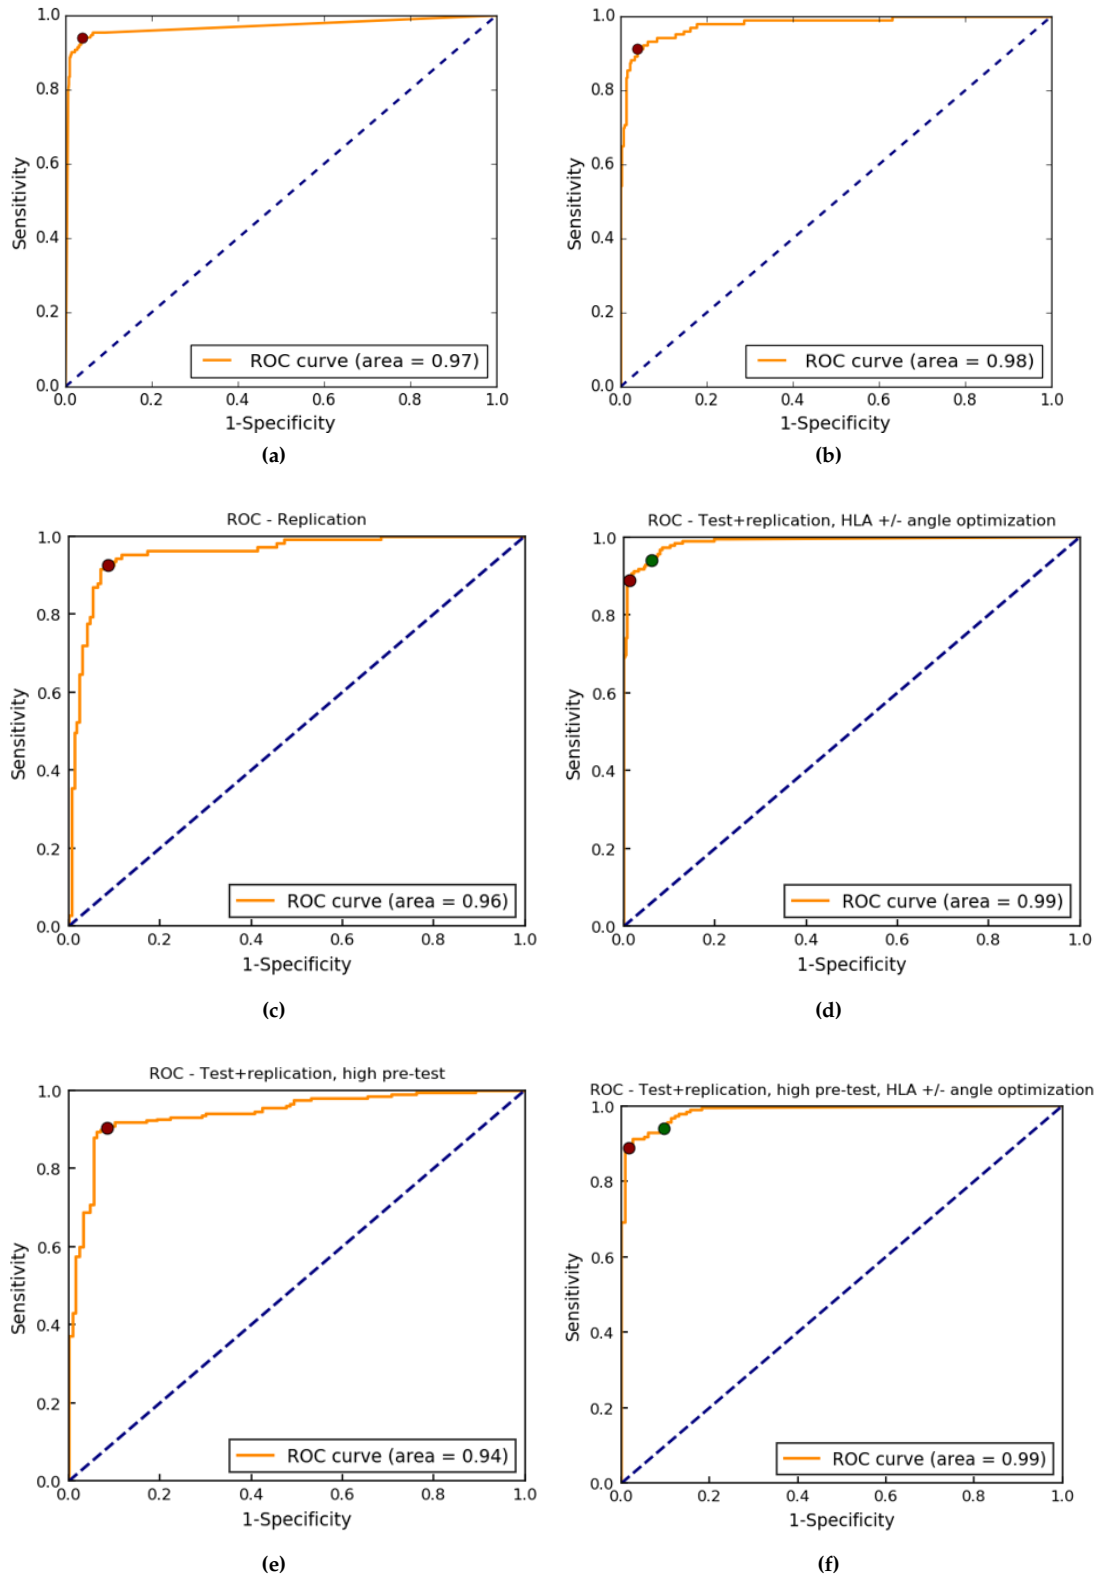 1.0
0.8
0.6
0.4
0.2
0.0
Sensitivity
ROC curve (area = 0.97)
0.0 0.2 0.4 0.6 0.8 1.0
1-Specificity
(a)
1.0
0.8
0.6
0.4
0.2
0.0
Sensitivity
ROC curve (area = 0.98)
0.0 0.2 0.4 0.6 0.8 1.0
1-Specificity
(b)
ROC - Replication
1.0
0.8
0.6
0.4
0.2
0.0
Sensitivity
ROC curve (area = 0.96)
0.0 0.2 0.4 0.6 0.8 1.0
1-Specificity
(c)
ROC - Test+replication, HLA +/- angle optimization
1.0
0.8
0.6
0.4
0.2
0.0
Sensitivity
ROC curve (area = 0.99)
0.0 0.2 0.4 0.6 0.8 1.0
1-Specificity
(d)
ROC - Test+replication, high pre-test
1.0
0.8
0.6
0.4
0.2
0.0
Sensitivity
ROC curve (area = 0.94)
0.0 0.2 0.4 0.6 0.8 1.0
1-Specificity
(e)
ROC - Test+replication, high pre-test, HLA +/- angle optimization
1.0
0.8
0.6
0.4
0.2
0.0
Sensitivity
ROC curve (area = 0.99)
0.0 0.2 0.4 0.6 0.8 1.0
1-Specificity
(f)